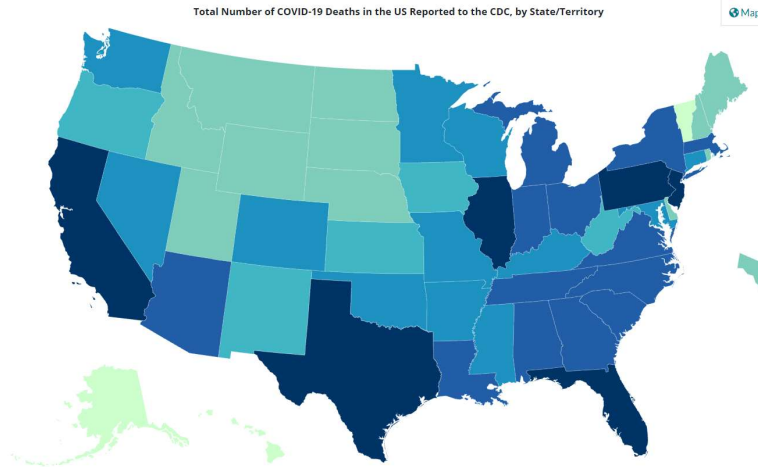 Total Number of COVID-19 Deaths in the US Reported to the CDC, by State/Territory
Map